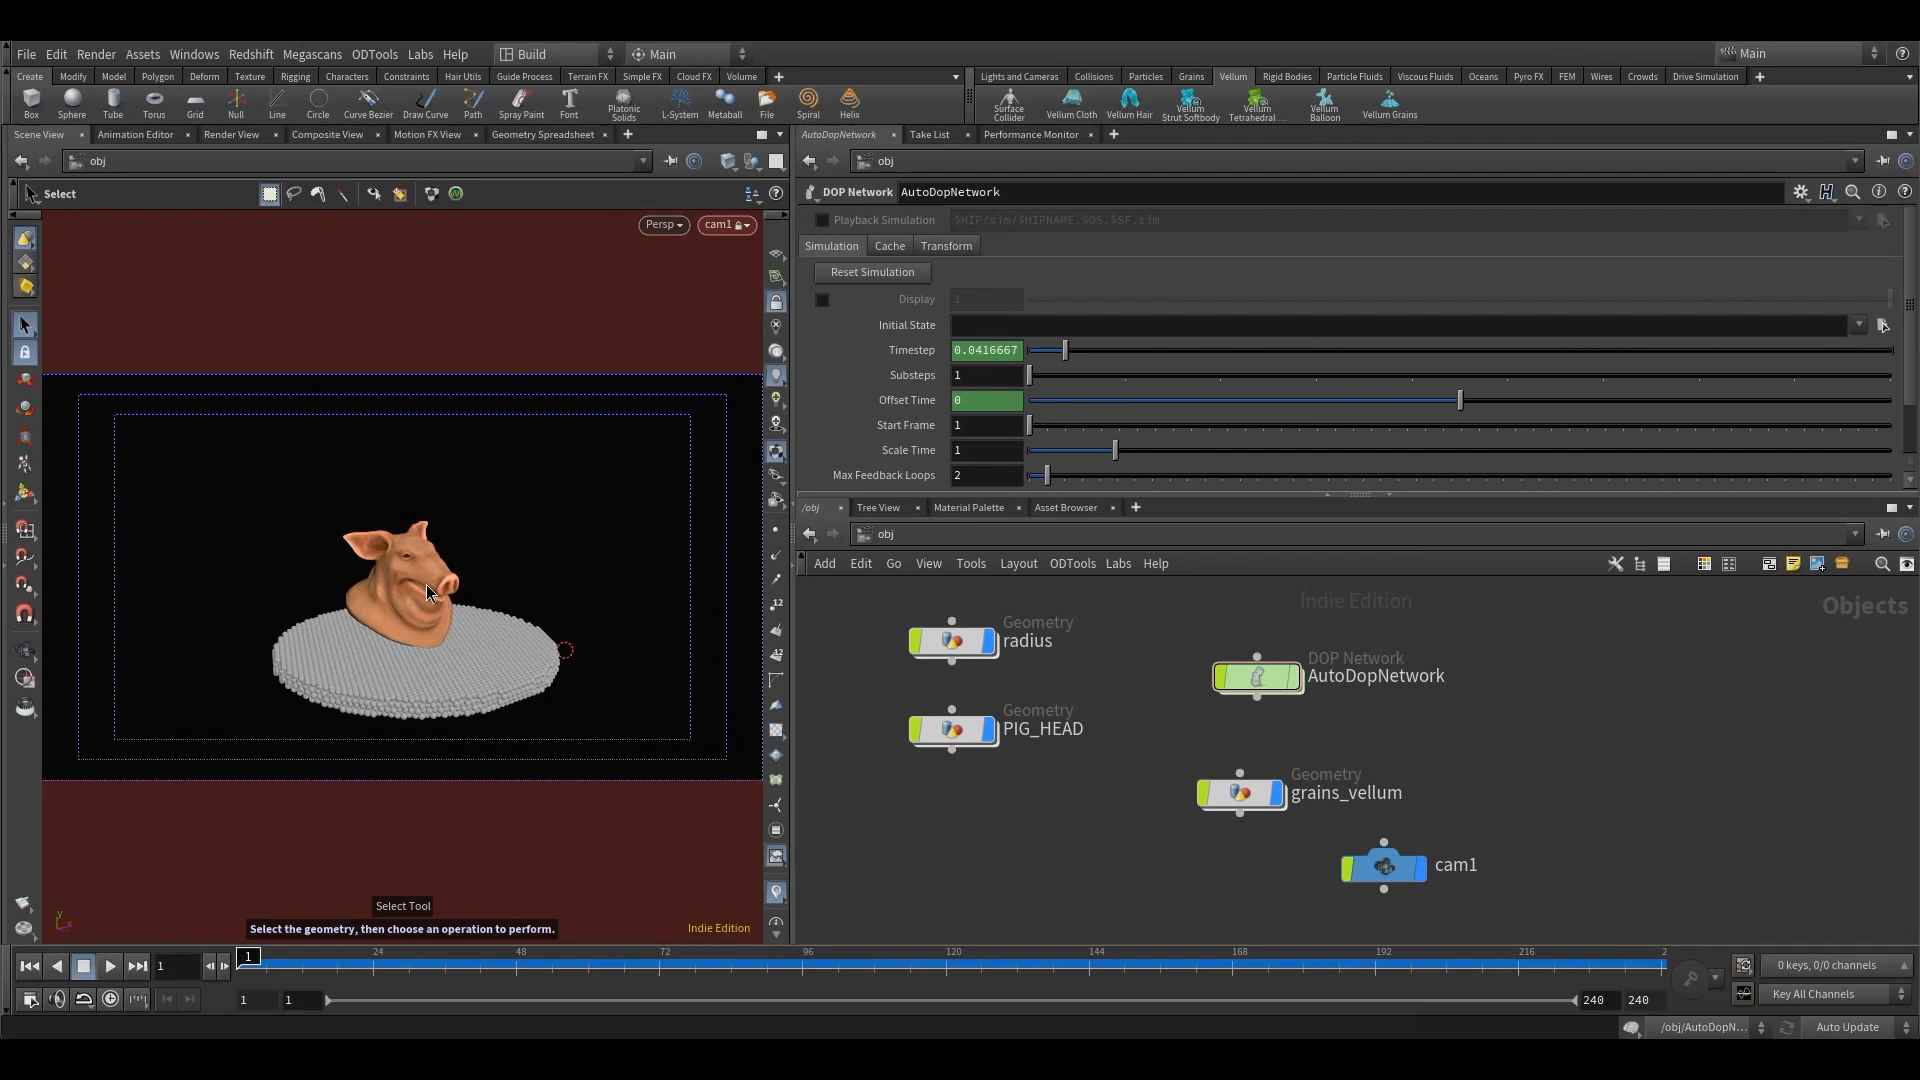 File Edit Render Assets Windows Redshift Megascans ODTools Labs Help Build Main Main
Create Modify Model Polygon Deform Texture Rigging Characters Constraints Hair Utils Guide Process Terrain FX Simple FX Cloud FX Volume
Lights and Cameras Collisions Particles Grains Vellum Rigid Bodies Particle Fluids Viscous Fluids Oceans Pyro FX FEM Wires Crowds Drive Simulation
Box Sphere Tube Torus Grid Null Line Circle Curve Bezier Draw Curve Path Spray Paint Font Platonic Solids L-System Metaball File Spiral Helix
Surface Collider Vellum Cloth Vellum Hair Vellum Strut Softbody Vellum Tetrahedral ... Vellum Balloon Vellum Grains
Scene View Animation Editor Render View Composite View Motion FX View Geometry Spreadsheet
AutoDopNetwork Take List Performance Monitor
obj
obj
Select
DOP Network AutoDopNetwork
Persp cam1
Playback Simulation $HIP/sim/$HIPNAME.$OS.$SF.sim
Simulation Cache Transform
Reset Simulation
Display 1
Initial State
Timestep 0.0416667
Substeps 1
Offset Time 0
Start Frame 1
Scale Time 1
Max Feedback Loops 2
/obj Tree View Material Palette Asset Browser
obj
Add Edit Go View Tools Layout ODTools Labs Help
Indie Edition
Objects
Geometry
radius
DOP Network
AutoDopNetwork
Geometry
PIG_HEAD
Geometry
grains_vellum
cam1
12
12
y
x
Select Tool
Select the geometry, then choose an operation to perform.
Indie Edition
1 1 24 48 72 96 120 144 168 192 216 2
0 keys, 0/0 channels
1 1 240 240
Key All Channels
/obj/AutoDopN... Auto Update